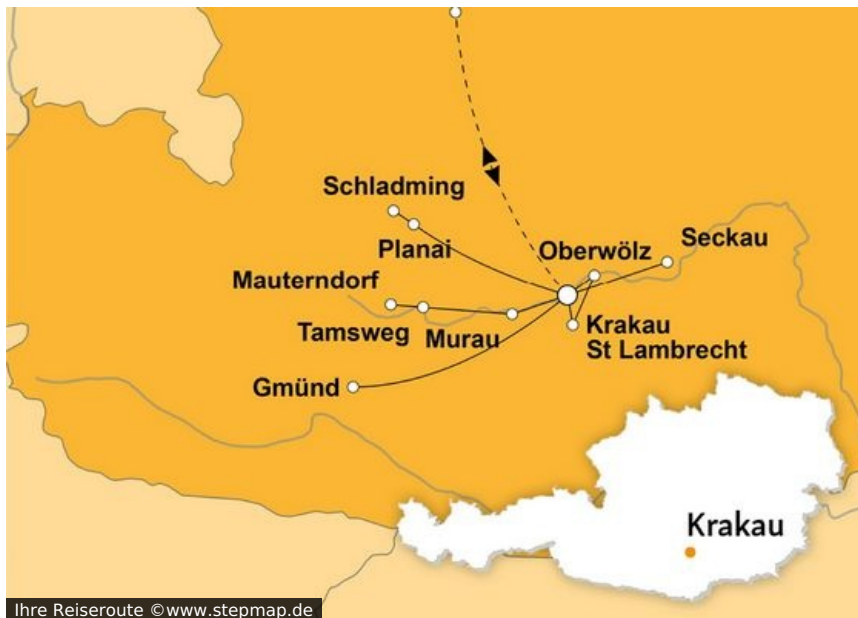 Schladming
Planai
Oberwölz
Seckau
Mauterndorf
Tamsweg
Murau
Krakau
St Lambrecht
Gmünd
Krakau
Ihre Reiseroute ©www.stepmap.de